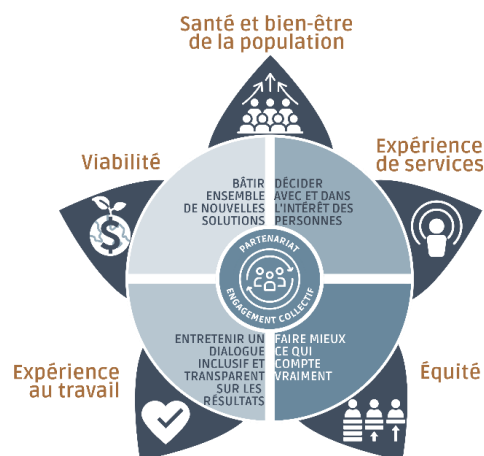 Santé et bien-être
de la population
Viabilité
Expérience
de services
BÂTIR
ENSEMBLE
DE NOUVELLES
SOLUTIONS
DÉCIDER
AVEC ET DANS
L'INTÉRÊT DES
PERSONNES
PARTENARIAT
ENGAGEMENT COLLECTIF
ENTRETENIR UN
DIALOGUE
INCLUSIF ET
TRANSPARENT
SUR LES
RÉSULTATS
FAIRE MIEUX
CE QUI
COMPTE
VRAIMENT
Expérience
au travail
Équité